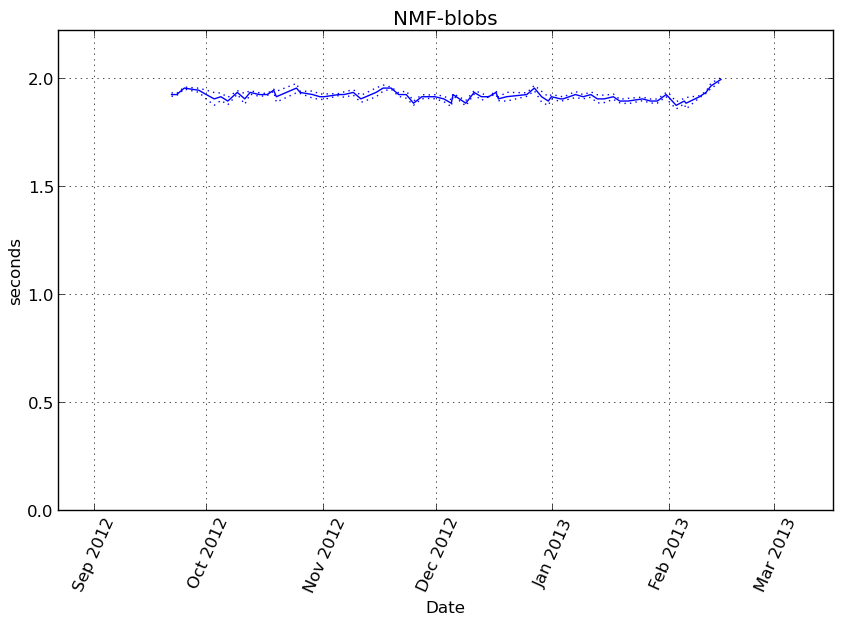 NMF-blobs
2.0
1.5
1.0
0.5
0.0
seconds
Sep 2012
Oct 2012
Nov 2012
Dec 2012
Jan 2013
Feb 2013
Mar 2013
Date